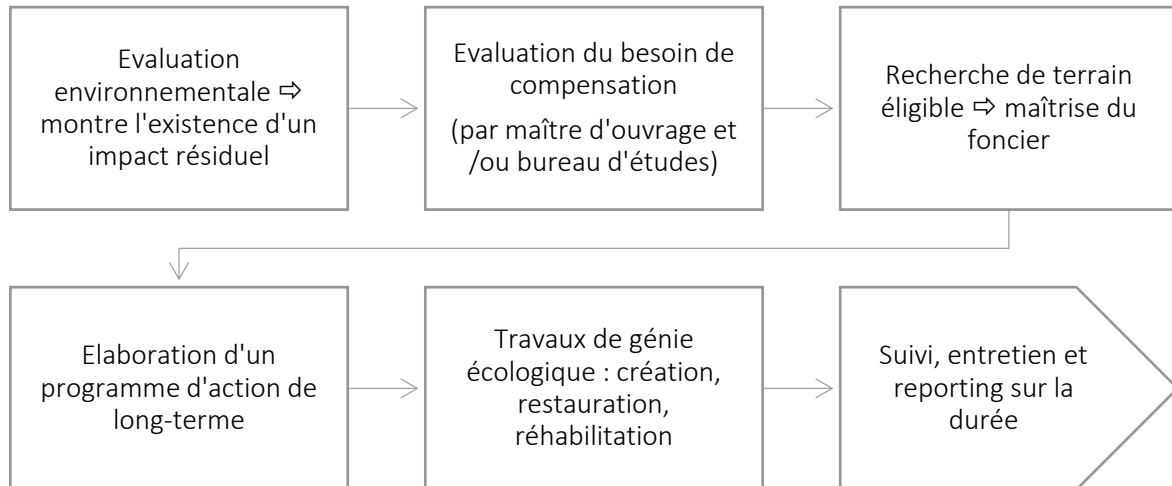 Evaluation
environnementale ⇨
montre l'existence d'un
impact résiduel
Evaluation du besoin de
compensation
(par maître d'ouvrage et
/ou bureau d'études)
Recherche de terrain
éligible ⇨ maîtrise du
foncier
Elaboration d'un
programme d'action de
long-terme
Travaux de génie
écologique : création,
restauration,
réhabilitation
Suivi, entretien et
reporting sur la
durée